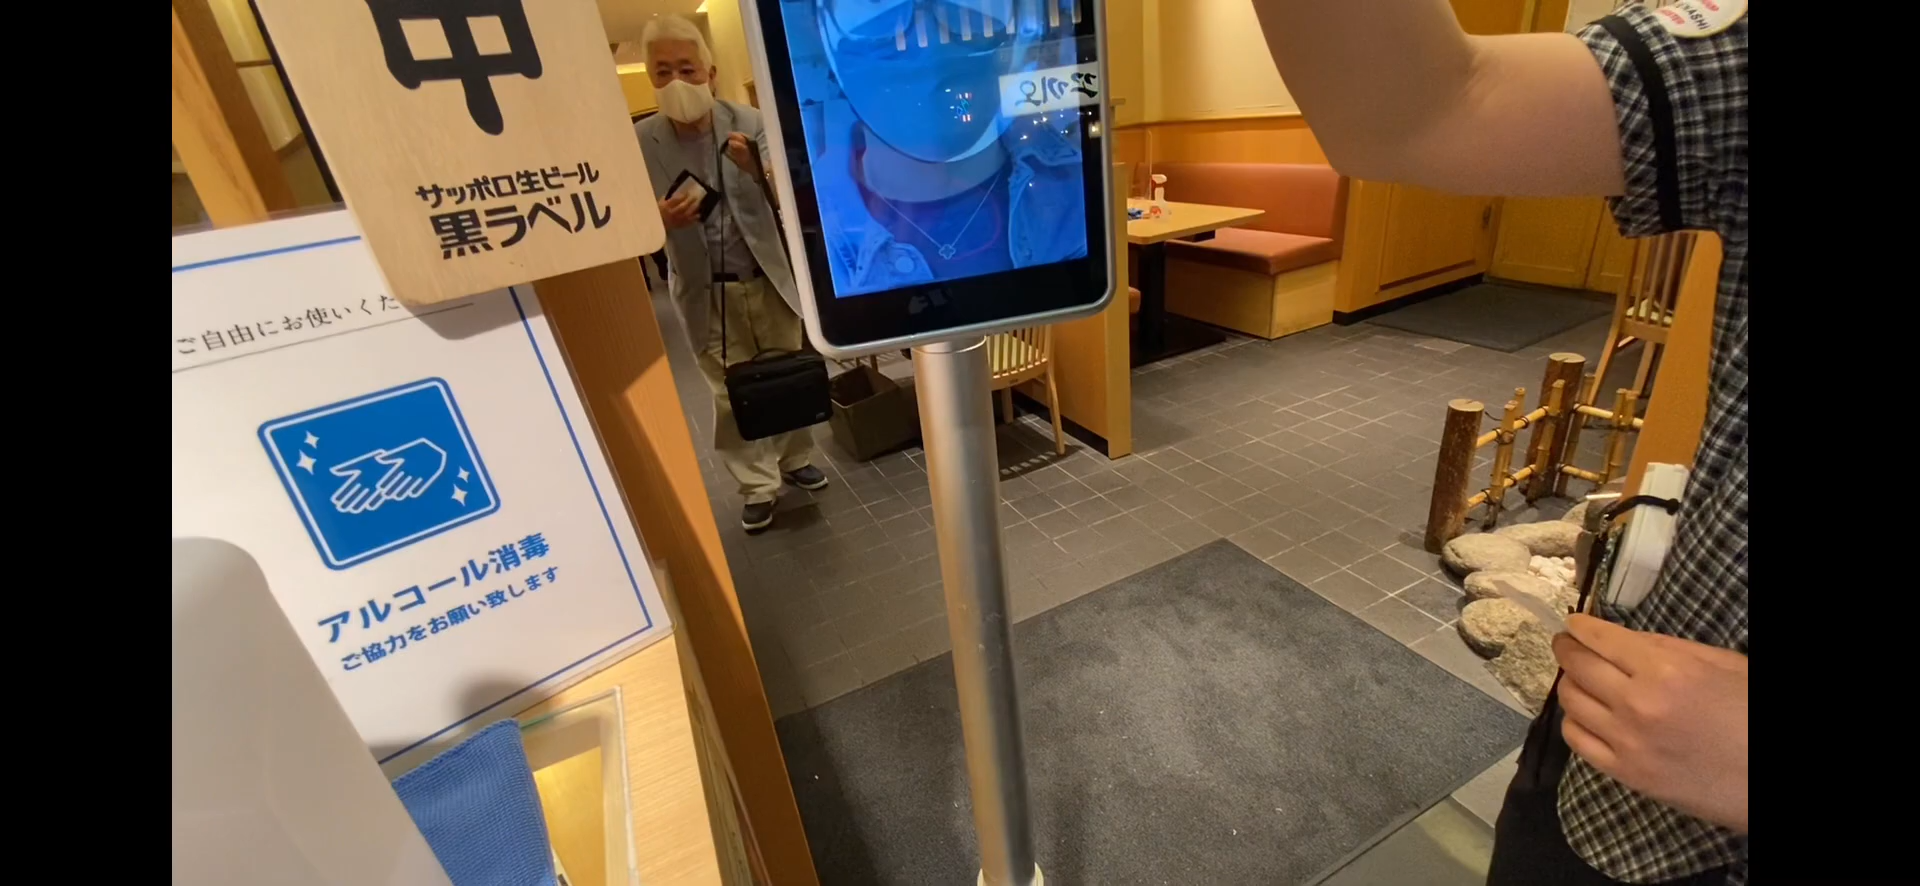 中
サッポロ生ビール
黒ラベル
ご自由にお使いくだ
アルコール消毒
ご協力をお願い致します